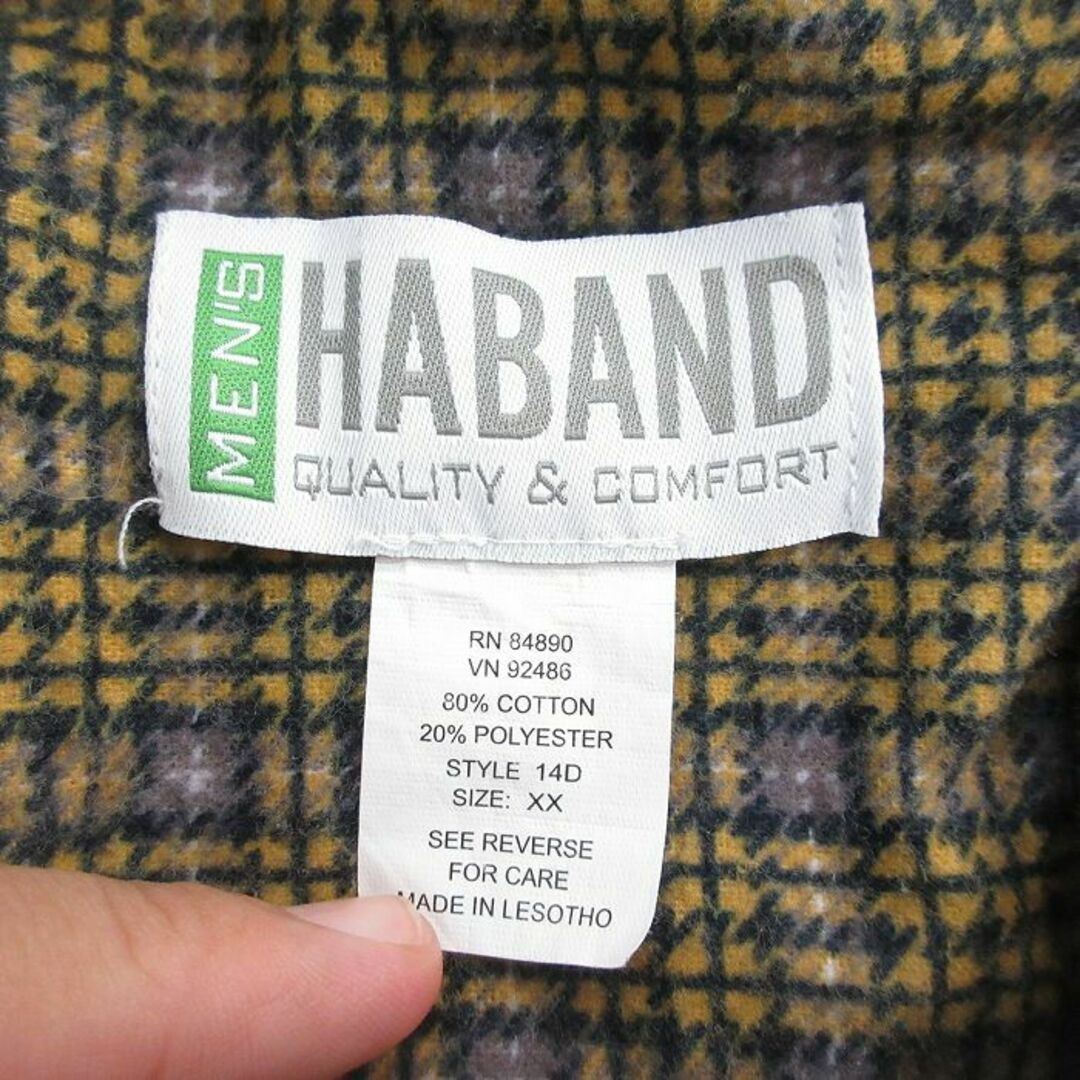 MEN'S
HABAND
QUALITY & COMFORT
RN 84890
VN 92486
80% COTTON
20% POLYESTER
STYLE 14D
SIZE: XX
SEE REVERSE
FOR CARE
MADE IN LESOTHO